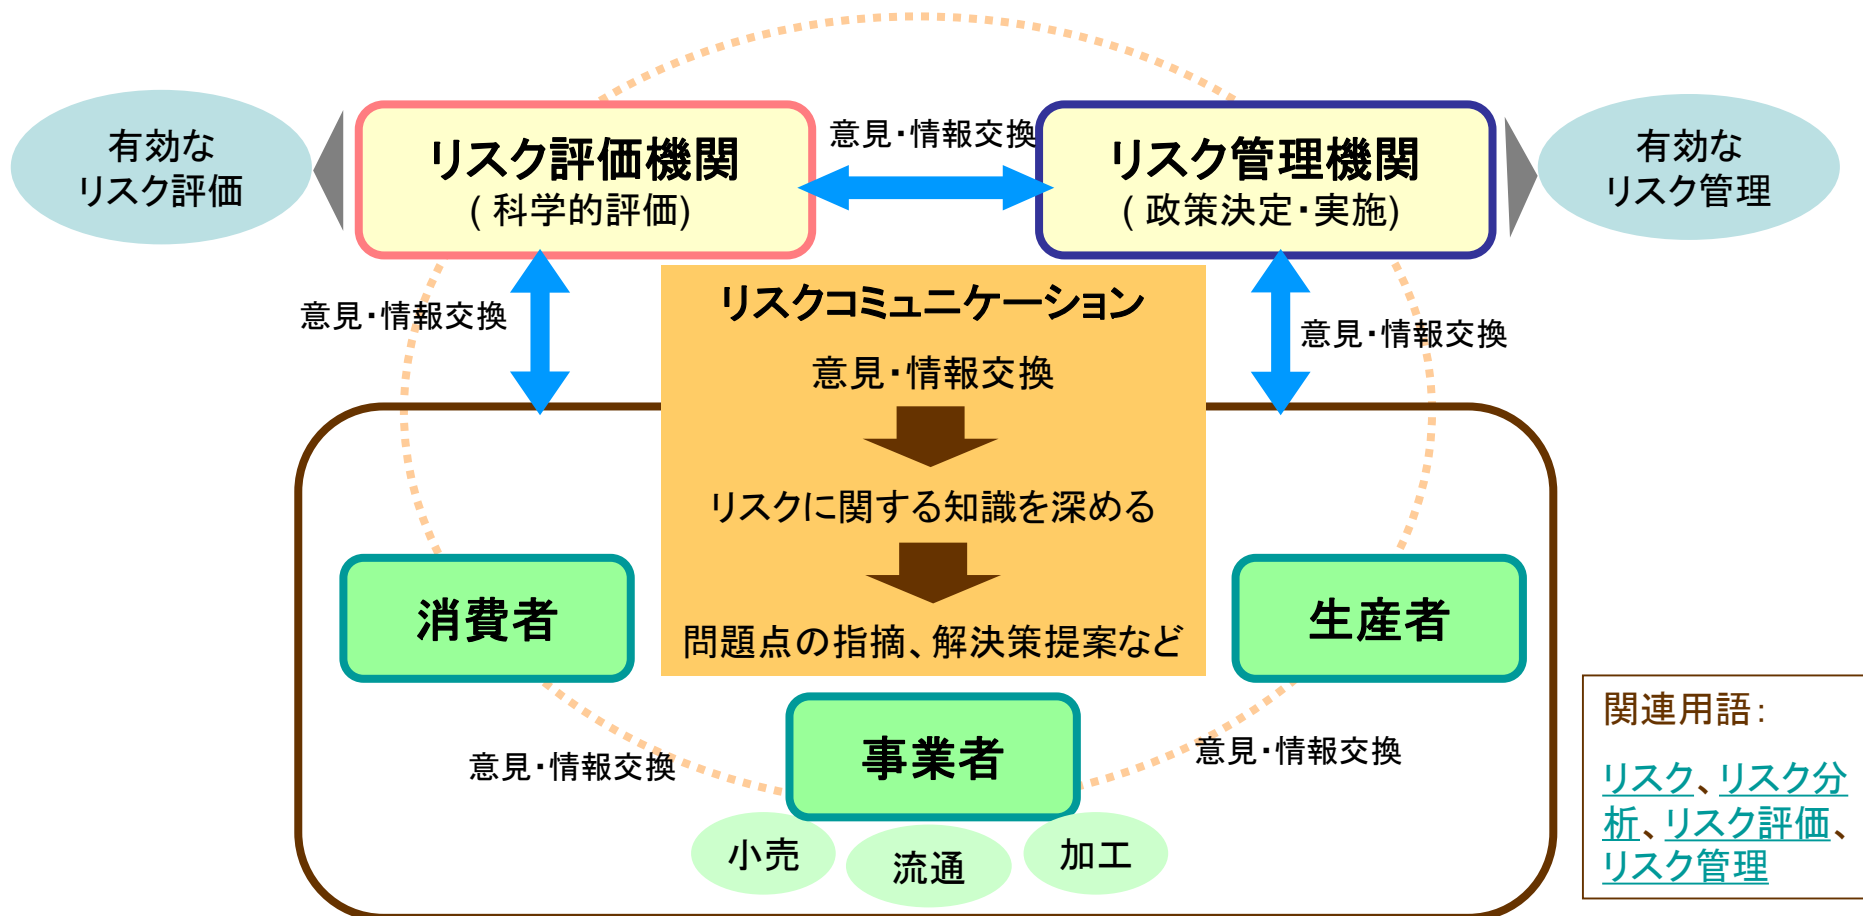 有効な
リスク評価
リスク評価機関
( 科学的評価)
意見・情報交換
リスク管理機関
( 政策決定・実施)
有効な
リスク管理
意見・情報交換
リスクコミュニケーション
意見・情報交換
リスクに関する知識を深める
問題点の指摘、解決策提案など
意見・情報交換
消費者
生産者
事業者
意見・情報交換
意見・情報交換
小売
流通
加工
関連用語：
リスク、リスク分
析、リスク評価、
リスク管理